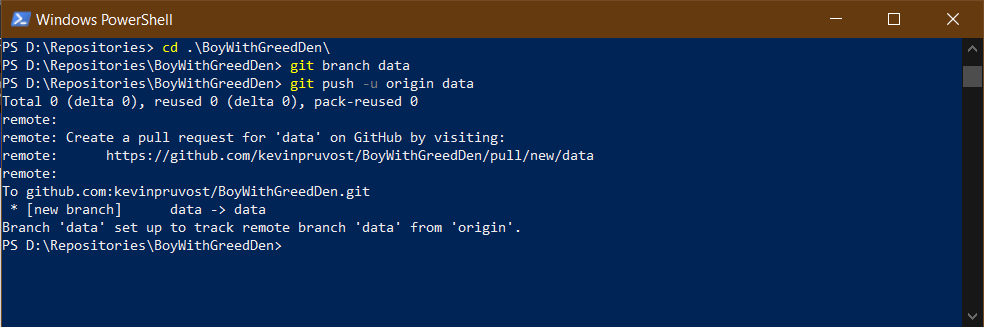 Windows PowerShell
PS D:\Repositories> cd .\BoyWithGreedDen\
PS D:\Repositories\BoyWithGreedDen> git branch data
PS D:\Repositories\BoyWithGreedDen> git push -u origin data
Total 0 (delta 0), reused 0 (delta 0), pack-reused 0
remote:
remote: Create a pull request for 'data' on GitHub by visiting:
remote:      https://github.com/kevinpruvost/BoyWithGreedDen/pull/new/data
remote:
To github.com:kevinpruvost/BoyWithGreedDen.git
 * [new branch]      data -> data
Branch 'data' set up to track remote branch 'data' from 'origin'.
PS D:\Repositories\BoyWithGreedDen>